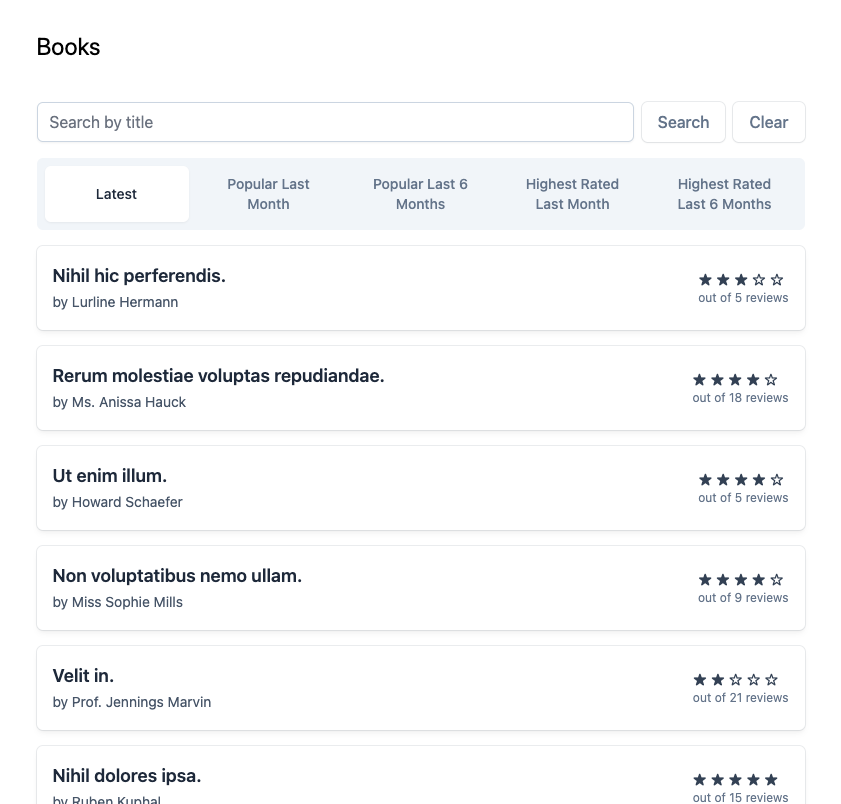 Books
Search by title
Search
Clear
Latest
Popular Last
Month
Popular Last 6
Months
Highest Rated
Last Month
Highest Rated
Last 6 Months
Nihil hic perferendis.
by Lurline Hermann
★★★☆☆
out of 5 reviews
Rerum molestiae voluptas repudiandae.
by Ms. Anissa Hauck
★★★★☆
out of 18 reviews
Ut enim illum.
by Howard Schaefer
★★★★☆
out of 5 reviews
Non voluptatibus nemo ullam.
by Miss Sophie Mills
★★★★☆
out of 9 reviews
Velit in.
by Prof. Jennings Marvin
★★☆☆☆
out of 21 reviews
Nihil dolores ipsa.
by Ruben Kuphal
★★★★★
out of 15 reviews